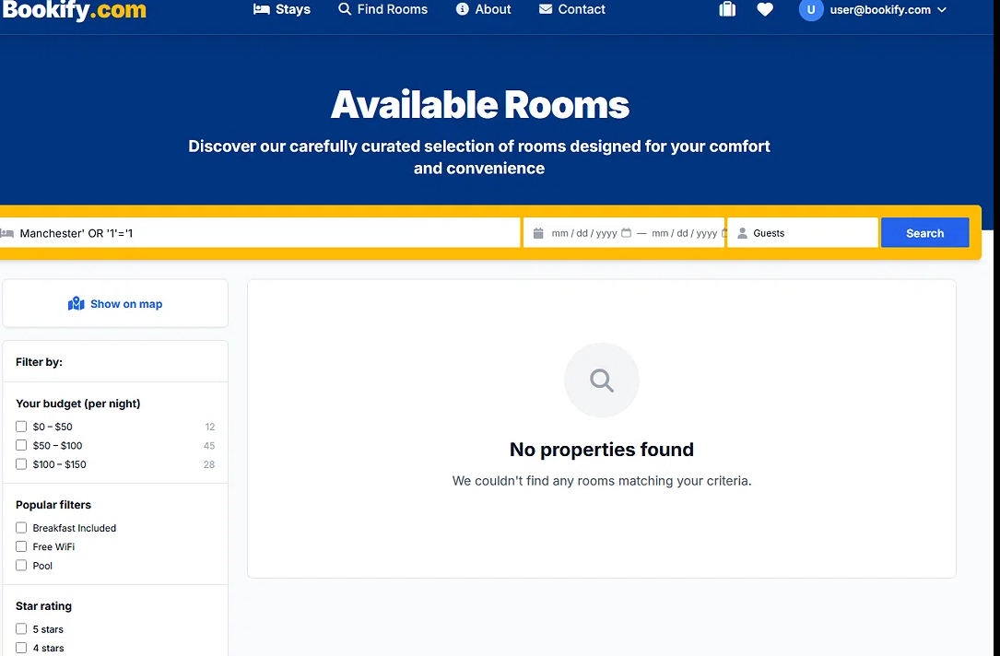 Bookify.com
Stays
Find Rooms
About
Contact
U
user@bookify.com
Available Rooms
Discover our carefully curated selection of rooms designed for your comfort
and convenience
Manchester' OR '1'='1
mm / dd / yyyy — mm / dd / yyyy
Guests
Search
Show on map
Filter by:
Your budget (per night)
$0 – $50 12
$50 – $100 45
$100 – $150 28
Popular filters
Breakfast Included
Free WiFi
Pool
Star rating
5 stars
4 stars
No properties found
We couldn't find any rooms matching your criteria.